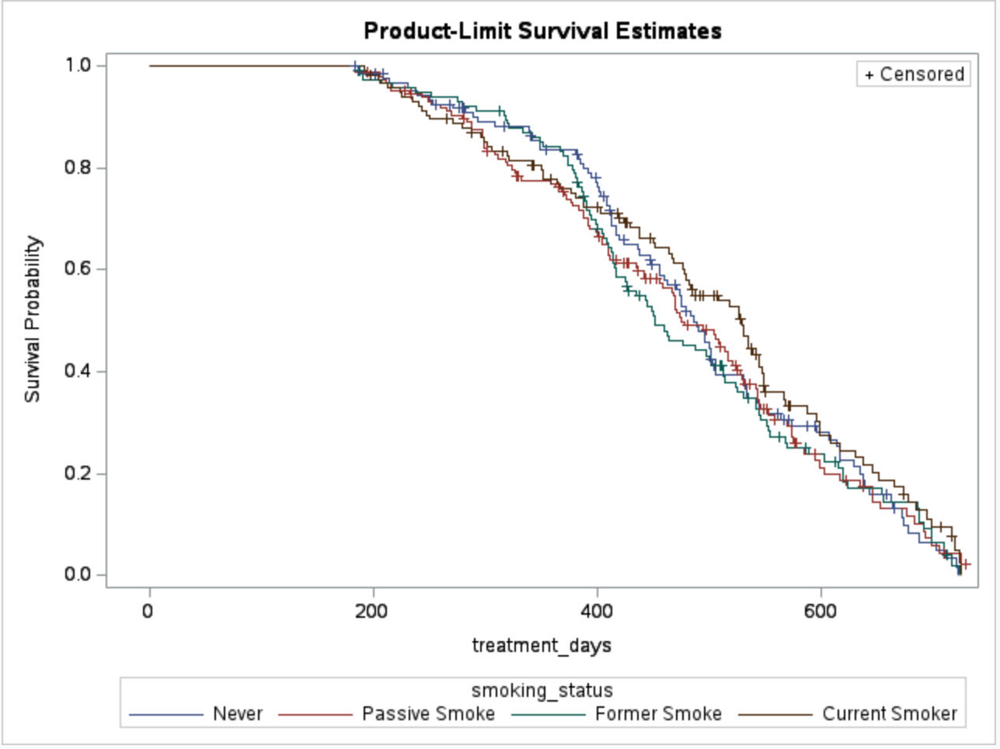 Product-Limit Survival Estimates
+ Censored
1.0
0.8
0.6
0.4
0.2
0.0
Survival Probability
0 200 400 600
treatment_days
smoking_status
Never Passive Smoke Former Smoke Current Smoker